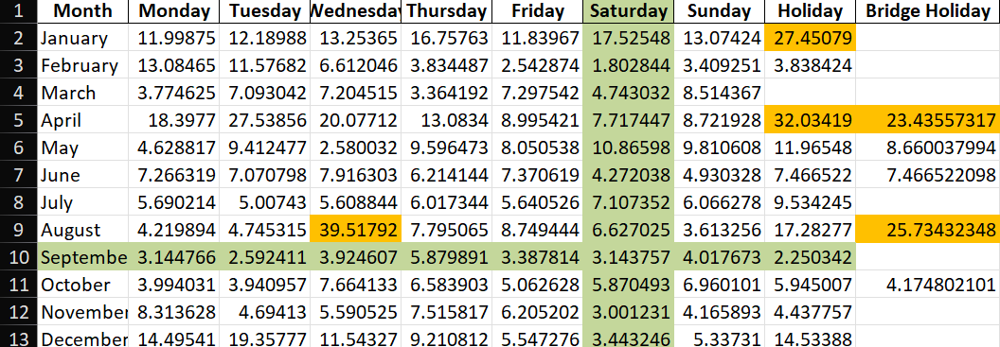 1 Month Monday Tuesday Wednesday Thursday Friday Saturday Sunday Holiday Bridge Holiday
2 January 11.99875 12.18988 13.25365 16.75763 11.83967 17.52548 13.07424 27.45079
3 February 13.08465 11.57682 6.612046 3.834487 2.542874 1.802844 3.409251 3.838424
4 March 3.774625 7.093042 7.204515 3.364192 7.297542 4.743032 8.514367
5 April 18.3977 27.53856 20.07712 13.0834 8.995421 7.717447 8.721928 32.03419 23.43557317
6 May 4.628817 9.412477 2.580032 9.596473 8.050538 10.86598 9.810608 11.96548 8.660037994
7 June 7.266319 7.070798 7.916303 6.214144 7.370619 4.272038 4.930328 7.466522 7.466522098
8 July 5.690214 5.00743 5.608844 6.017344 5.640526 7.107352 6.066278 9.534245
9 August 4.219894 4.745315 39.51792 7.795065 8.749444 6.627025 3.613256 17.28277 25.73432348
10 Septembe 3.144766 2.592411 3.924607 5.879891 3.387814 3.143757 4.017673 2.250342
11 October 3.994031 3.940957 7.664133 6.583903 5.062628 5.870493 6.960101 5.945007 4.174802101
12 November 8.313628 4.69413 5.590525 7.515817 6.205202 3.001231 4.165893 4.437757
13 December 14.49541 19.35777 11.54327 9.210812 5.547276 3.443246 5.33731 14.53388